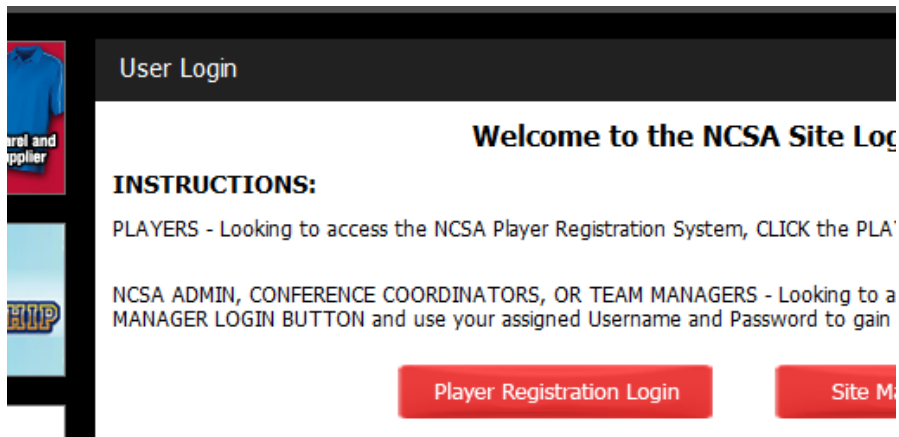 User Login
arel and
upplier
Welcome to the NCSA Site Log
INSTRUCTIONS:
PLAYERS - Looking to access the NCSA Player Registration System, CLICK the PLA
NCSA ADMIN, CONFERENCE COORDINATORS, OR TEAM MANAGERS - Looking to a
HIP
MANAGER LOGIN BUTTON and use your assigned Username and Password to gain
Player Registration Login
Site Ma